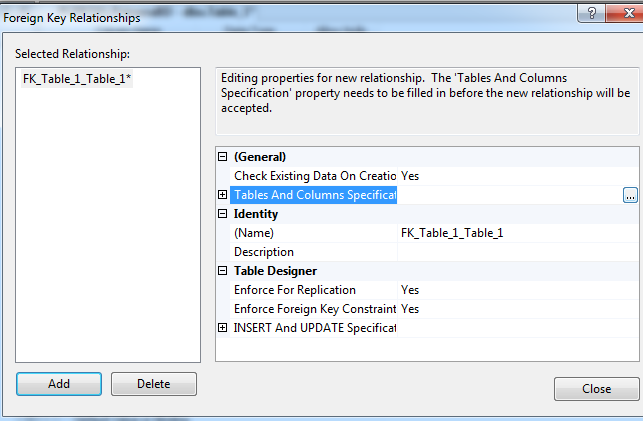 Foreign Key Relationships
Selected Relationship:
FK_Table_1_Table_1*
Editing properties for new relationship. The 'Tables And Columns
Specification' property needs to be filled in before the new relationship will be
accepted.
(General)
Check Existing Data On Creatio Yes
Tables And Columns Specificat ...
Identity
(Name) FK_Table_1_Table_1
Description
Table Designer
Enforce For Replication Yes
Enforce Foreign Key Constraint Yes
INSERT And UPDATE Specificat
Add Delete
Close